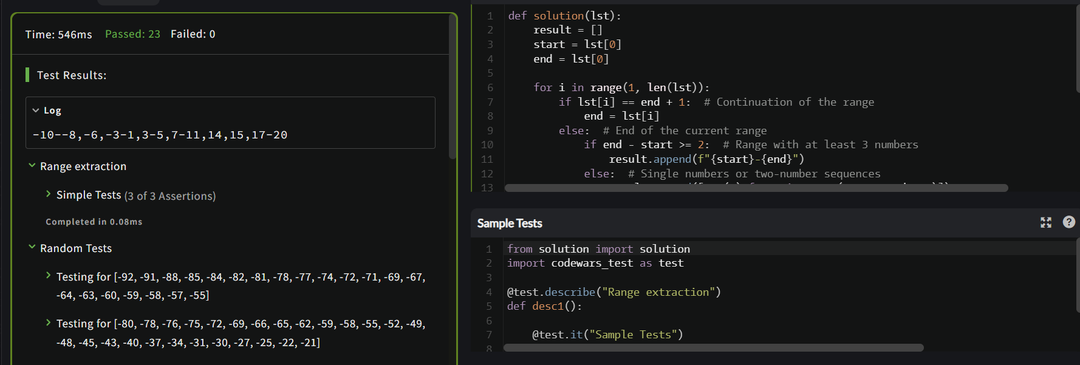 Time: 546ms Passed: 23 Failed: 0
Test Results:
Log
-10--8,-6,-3-1,3-5,7-11,14,15,17-20
Range extraction
Simple Tests (3 of 3 Assertions)
Completed in 0.08ms
Random Tests
Testing for [-92, -91, -88, -85, -84, -82, -81, -78, -77, -74, -72, -71, -69, -67,
-64, -63, -60, -59, -58, -57, -55]
Testing for [-80, -78, -76, -75, -72, -69, -66, -65, -62, -59, -58, -55, -52, -49,
-48, -45, -43, -40, -37, -34, -31, -30, -27, -25, -22, -21]
1 def solution(lst):
2 result = []
3 start = lst[0]
4 end = lst[0]
5
6 for i in range(1, len(lst)):
7 if lst[i] == end + 1: # Continuation of the range
8 end = lst[i]
9 else: # End of the current range
10 if end - start >= 2: # Range with at least 3 numbers
11 result.append(f"{start}-{end}")
12 else: # Single numbers or two-number sequences
13
Sample Tests
1 from solution import solution
2 import codewars_test as test
3
4 @test.describe("Range extraction")
5 def desc1():
6
7 @test.it("Sample Tests")
8